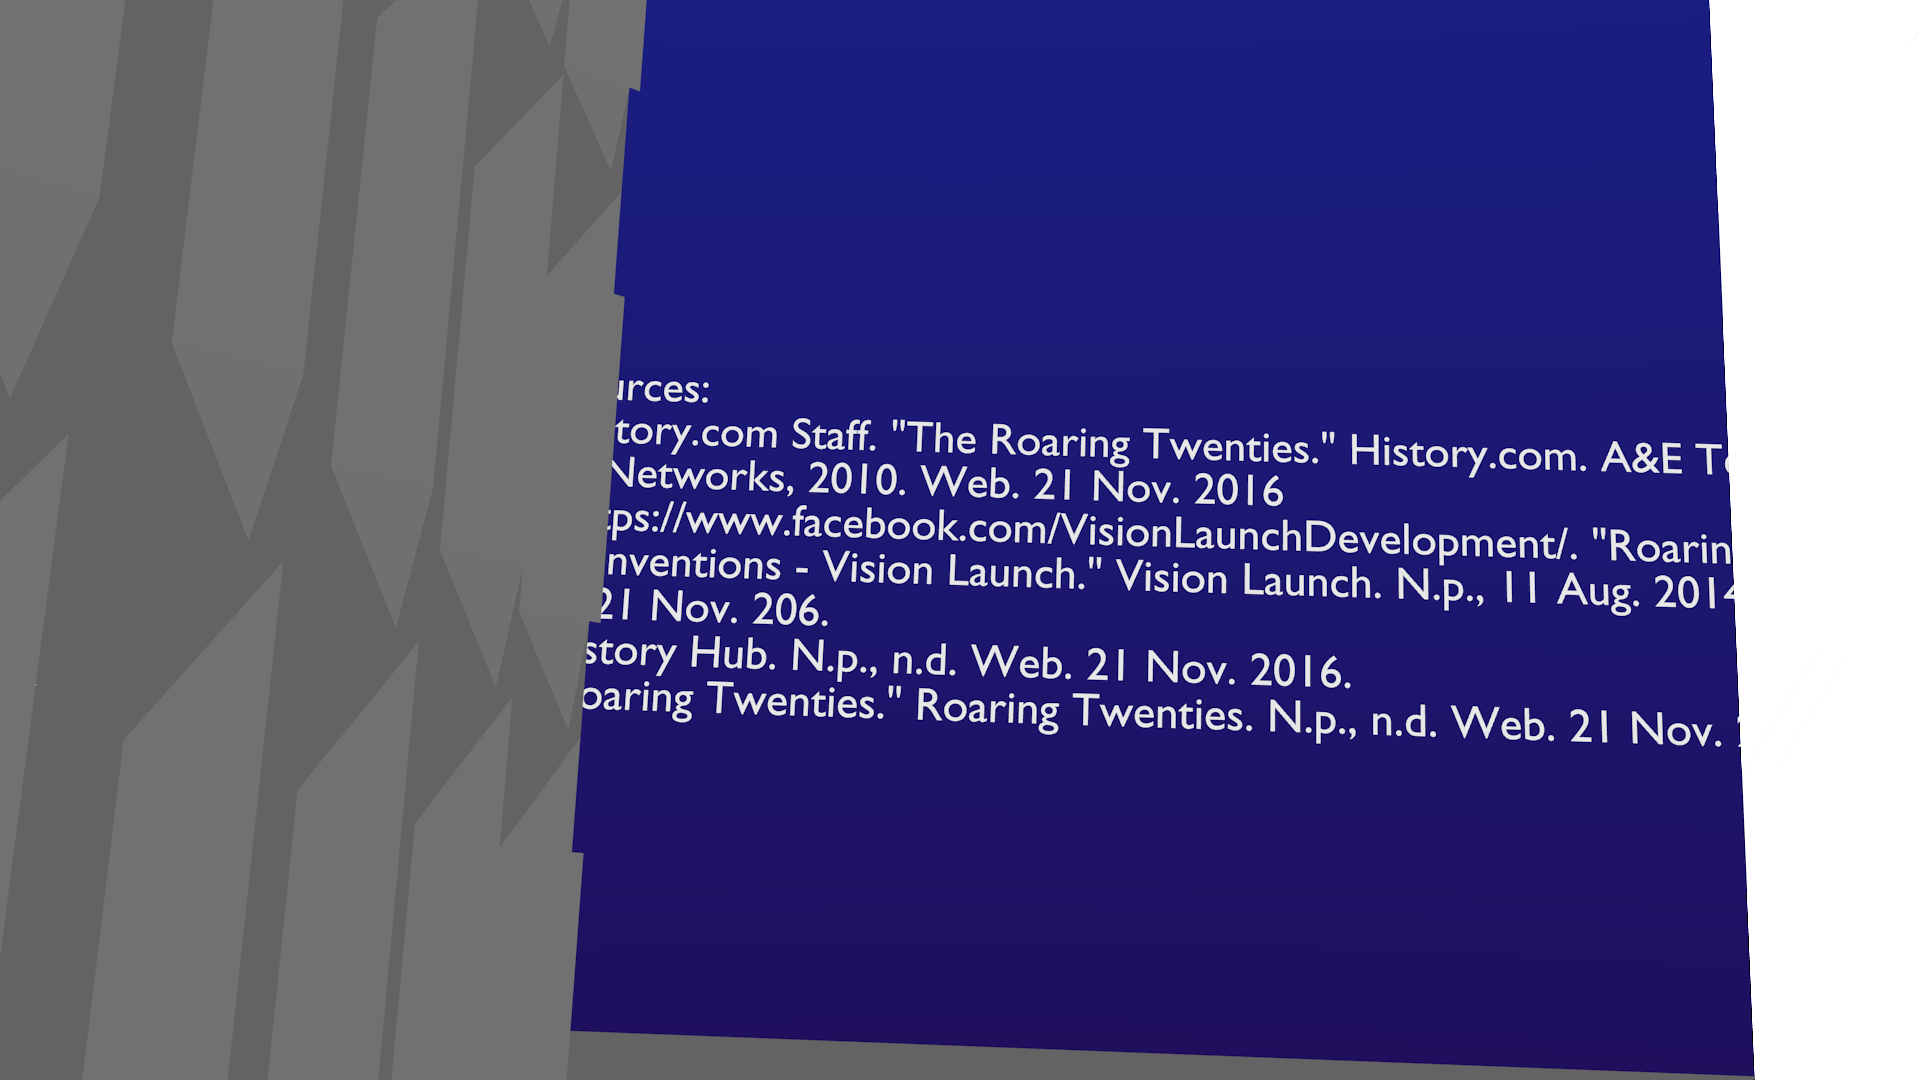 urces:
tory.com Staff. "The Roaring Twenties." History.com. A&E
Networks, 2010. Web. 21 Nov. 2016
tps://www.facebook.com/VisionLaunchDevelopment/. "Roarin
nventions - Vision Launch." Vision Launch. N.p., 11 Aug. 2014
21 Nov. 206.
story Hub. N.p., n.d. Web. 21 Nov. 2016.
oaring Twenties." Roaring Twenties. N.p., n.d. Web. 21 Nov.